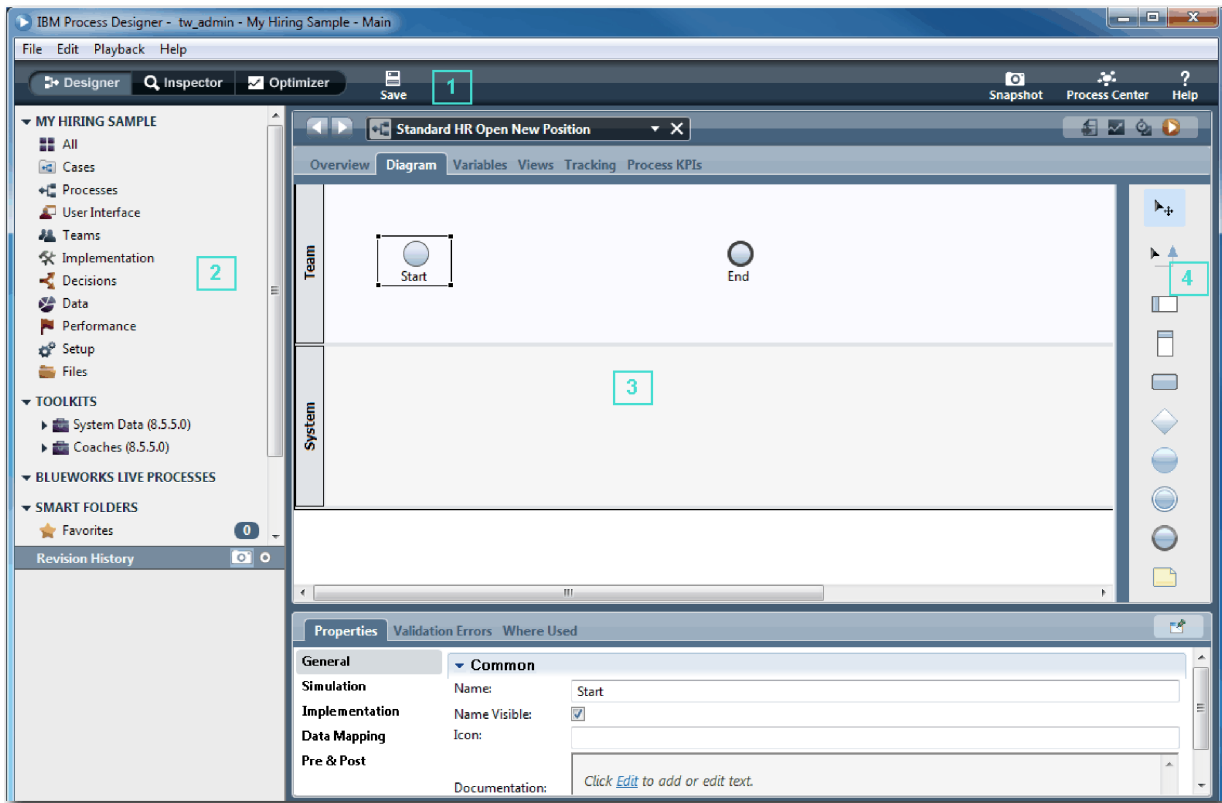 IBM Process Designer - tw_admin - My Hiring Sample - Main
File Edit Playback Help
Designer Inspector Optimizer Save 1 Snapshot Process Center Help
MY HIRING SAMPLE
All
Cases
Processes
User Interface
Teams
Implementation
Decisions
Data
Performance
Setup
Files
2
TOOLKITS
System Data (8.5.5.0)
Coaches (8.5.5.0)
BLUEWORKS LIVE PROCESSES
SMART FOLDERS
Favorites 0
Revision History
Standard HR Open New Position
Overview Diagram Variables Views Tracking Process KPIs
Team
Start
End
System
3
4
Properties Validation Errors Where Used
General
Simulation
Implementation
Data Mapping
Pre & Post
Common
Name: Start
Name Visible:
Icon:
Documentation: Click Edit to add or edit text.